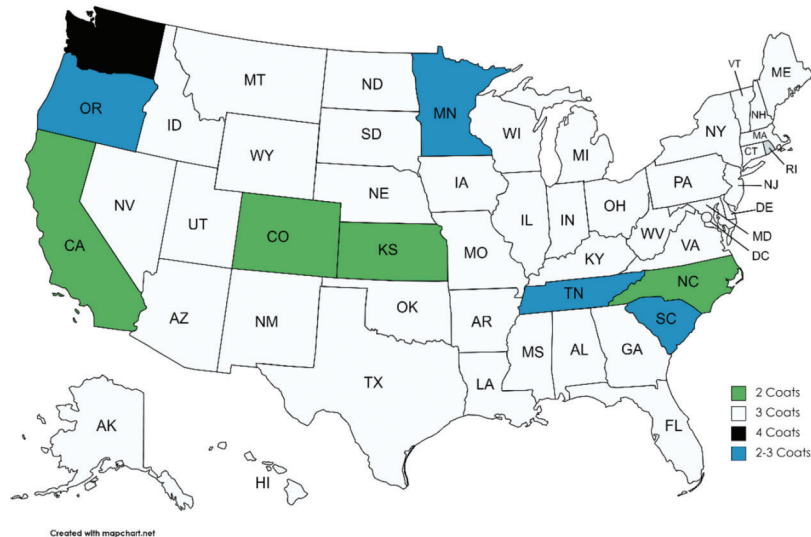 ME
VT
MT
ND
MN
NH
OR
ID
SD
WI
NY
MA
WY
MI
CT
RI
IA
PA
NJ
NE
NV
OH
DE
UT
IL
IN
MD
CA
CO
WV
KS
MO
VA
DC
KY
TN
NC
OK
AZ
NM
AR
SC
MS
AL
GA
TX
LA
2 Coats
3 Coats
AK
FL
4 Coats
2-3 Coats
HI
Created with mapchart.net